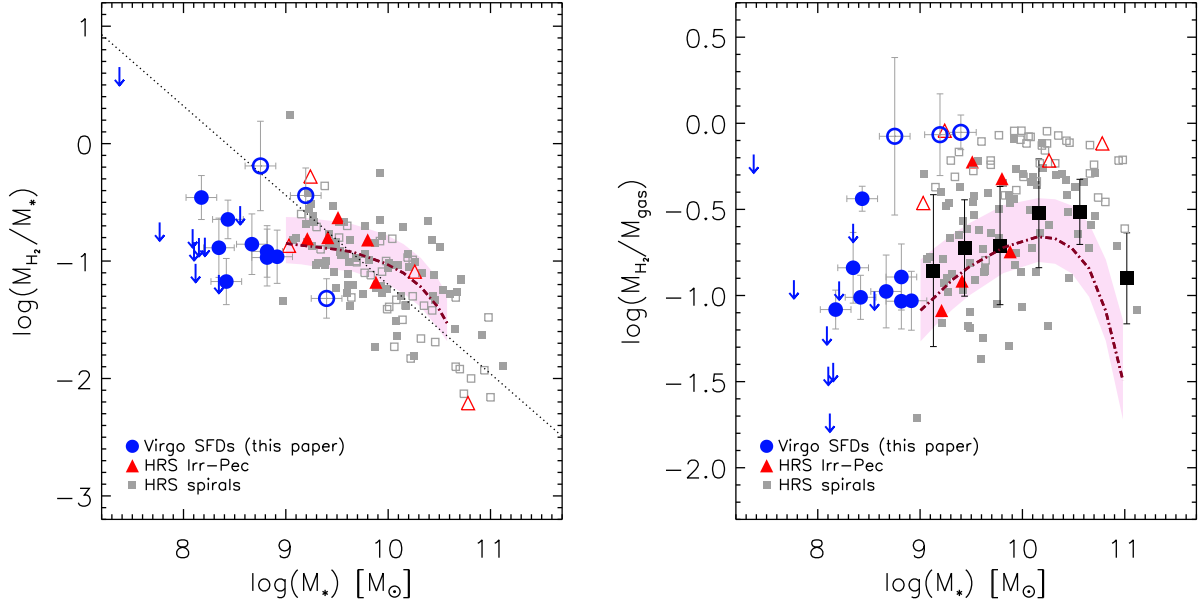 log(M_H₂/M_*)
1
0
−1
−2
−3
Virgo SFDs (this paper)
HRS Irr−Pec
HRS spirals
8 9 10 11
log(M_*) [M_⊙]
log(M_H₂/M_gas)
0.5
0.0
−0.5
−1.0
−1.5
−2.0
Virgo SFDs (this paper)
HRS Irr−Pec
HRS spirals
8 9 10 11
log(M_*) [M_⊙]